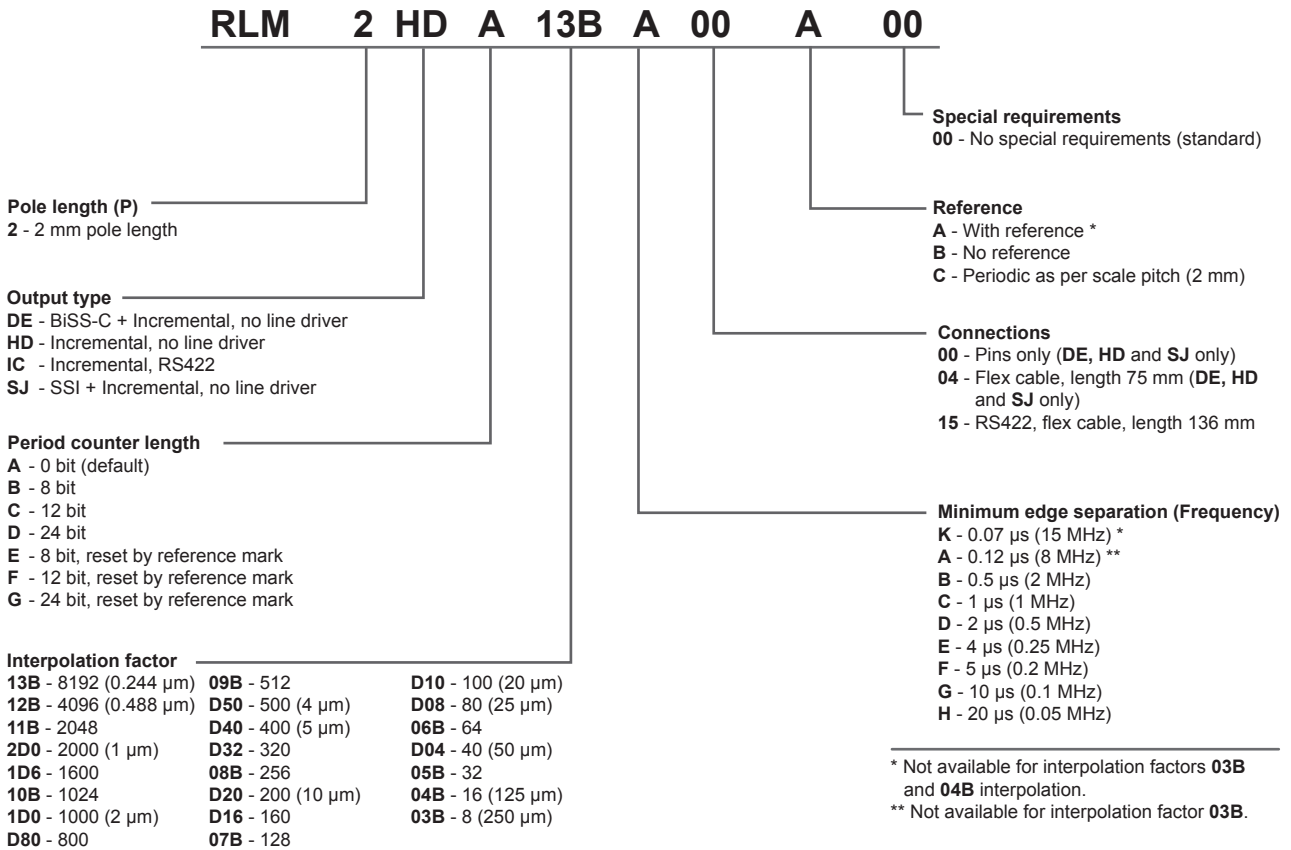 RLM 2 HD A 13B A 00 A 00
Special requirements
00 - No special requirements (standard)
Pole length (P)
2 - 2 mm pole length
Reference
A - With reference *
B - No reference
C - Periodic as per scale pitch (2 mm)
Output type
DE - BiSS-C + Incremental, no line driver
HD - Incremental, no line driver
IC - Incremental, RS422
SJ - SSI + Incremental, no line driver
Connections
00 - Pins only (DE, HD and SJ only)
04 - Flex cable, length 75 mm (DE, HD
and SJ only)
15 - RS422, flex cable, length 136 mm
Period counter length
A - 0 bit (default)
B - 8 bit
C - 12 bit
D - 24 bit
E - 8 bit, reset by reference mark
F - 12 bit, reset by reference mark
G - 24 bit, reset by reference mark
Minimum edge separation (Frequency)
K - 0.07 µs (15 MHz) *
A - 0.12 µs (8 MHz) **
B - 0.5 µs (2 MHz)
C - 1 µs (1 MHz)
D - 2 µs (0.5 MHz)
E - 4 µs (0.25 MHz)
F - 5 µs (0.2 MHz)
G - 10 µs (0.1 MHz)
H - 20 µs (0.05 MHz)
Interpolation factor
13B - 8192 (0.244 µm)
12B - 4096 (0.488 µm)
11B - 2048
2D0 - 2000 (1 µm)
1D6 - 1600
10B - 1024
1D0 - 1000 (2 µm)
D80 - 800
09B - 512
D50 - 500 (4 µm)
D40 - 400 (5 µm)
D32 - 320
08B - 256
D20 - 200 (10 µm)
D16 - 160
07B - 128
D10 - 100 (20 µm)
D08 - 80 (25 µm)
06B - 64
D04 - 40 (50 µm)
05B - 32
04B - 16 (125 µm)
03B - 8 (250 µm)
* Not available for interpolation factors 03B
and 04B interpolation.
** Not available for interpolation factor 03B.